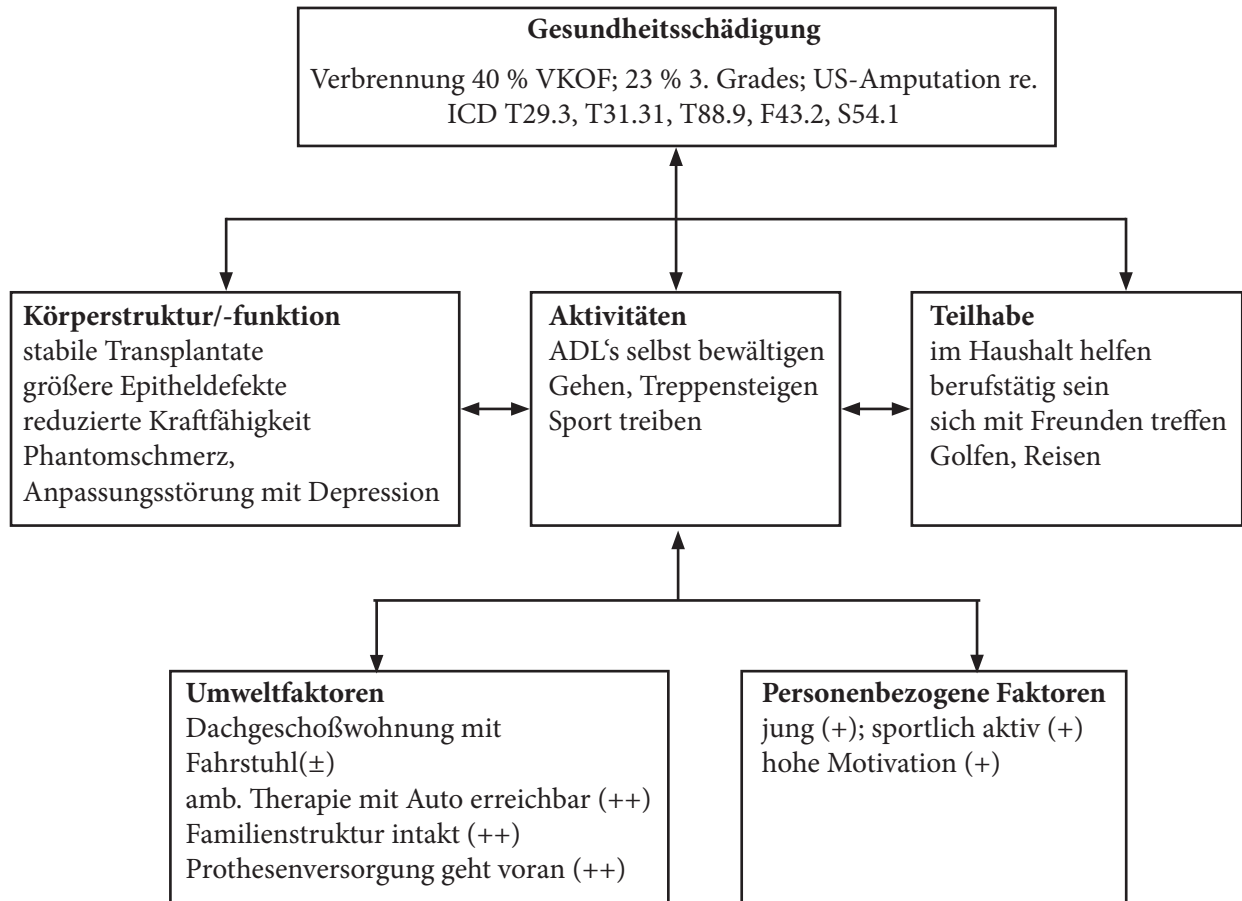 Gesundheitsschädigung
Verbrennung 40 % VKOF; 23 % 3. Grades; US-Amputation re.
ICD T29.3, T31.31, T88.9, F43.2, S54.1
Körperstruktur/-funktion
stabile Transplantate
größere Epitheldefekte
reduzierte Kraftfähigkeit
Phantomschmerz,
Anpassungsstörung mit Depression
Aktivitäten
ADL‘s selbst bewältigen
Gehen, Treppensteigen
Sport treiben
Teilhabe
im Haushalt helfen
berufstätig sein
sich mit Freunden treffen
Golfen, Reisen
Umweltfaktoren
Dachgeschoßwohnung mit
Fahrstuhl(±)
amb. Therapie mit Auto erreichbar (++)
Familienstruktur intakt (++)
Prothesenversorgung geht voran (++)
Personenbezogene Faktoren
jung (+); sportlich aktiv (+)
hohe Motivation (+)